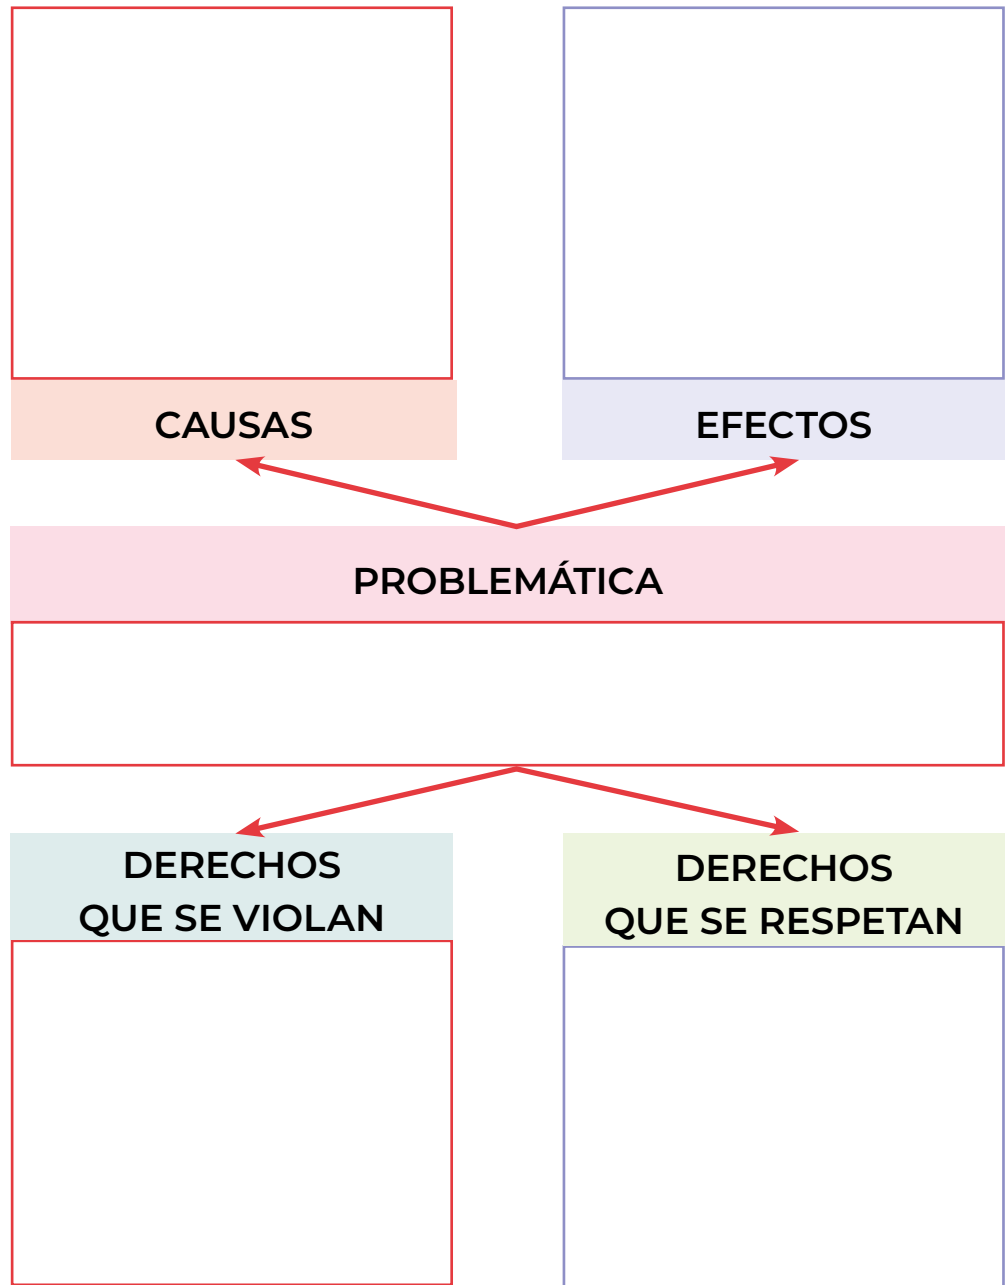 CAUSAS
EFECTOS
PROBLEMÁTICA
DERECHOS
QUE SE VIOLAN
DERECHOS
QUE SE RESPETAN